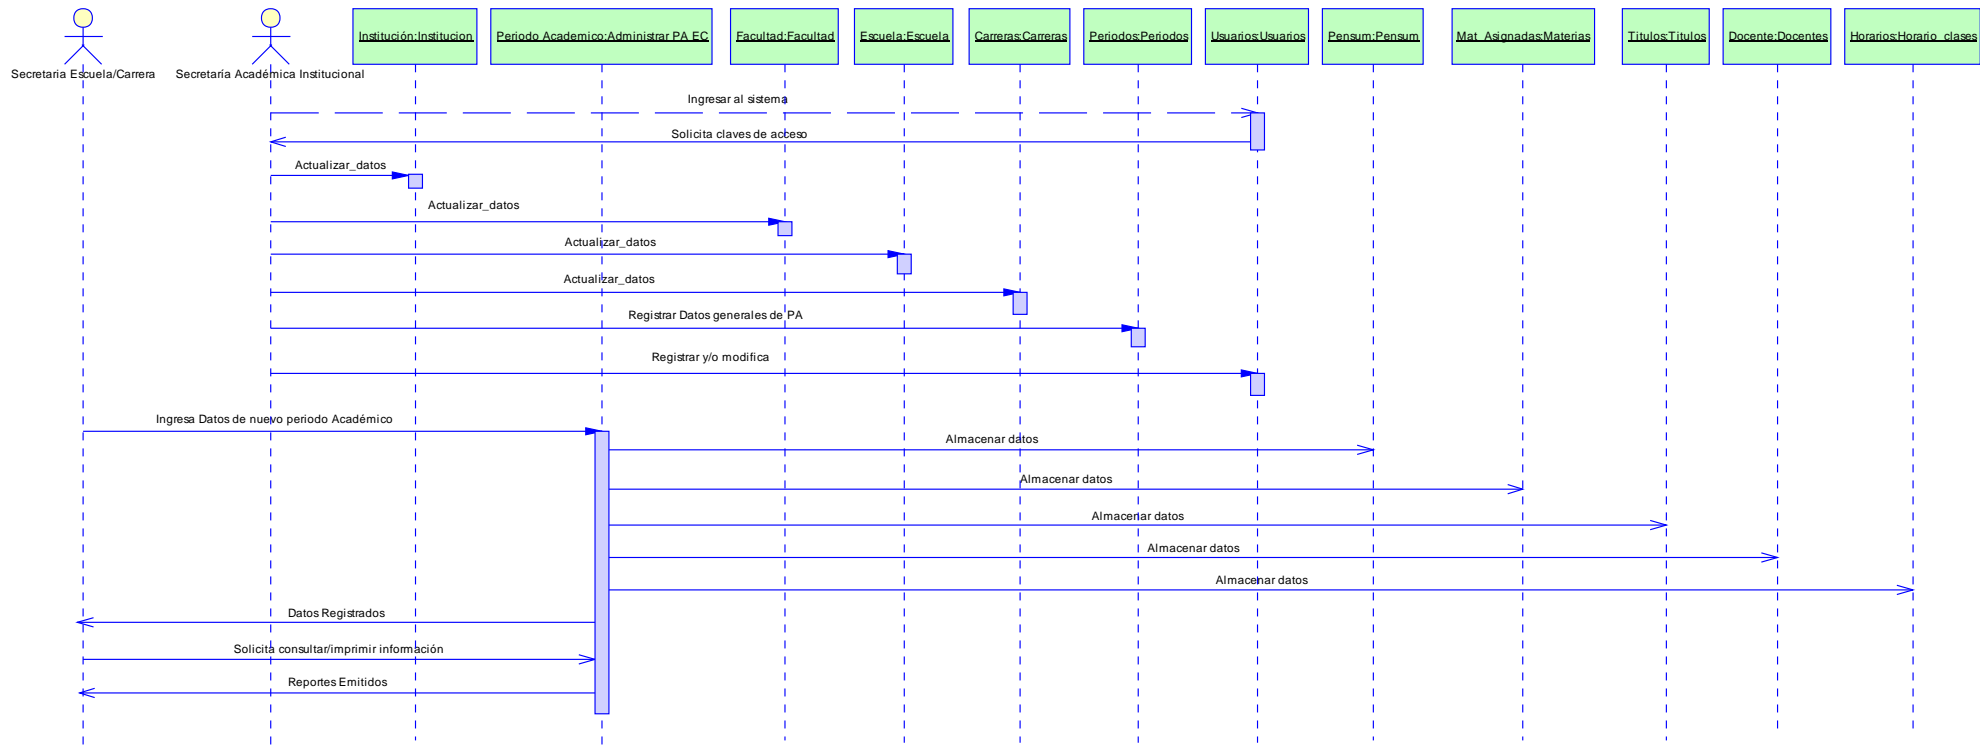 Institución:Institucion
Periodo Academico:Administrar PA EC
Facultad:Facultad
Escuela:Escuela
Carreras:Carreras
Periodos:Periodos
Usuarios:Usuarios
Pensum:Pensum
Mat_Asignadas:Materias
Titulos:Titulos
Docente:Docentes
Horarios:Horario_clases
Secretaria Escuela/Carrera
Secretaría Académica Institucional
Ingresar al sistema
Solicita claves de acceso
Actualizar_datos
Actualizar_datos
Actualizar_datos
Actualizar_datos
Registrar Datos generales de PA
Registrar y/o modifica
Ingresa Datos de nuevo periodo Académico
Almacenar datos
Almacenar datos
Almacenar datos
Almacenar datos
Almacenar datos
Datos Registrados
Solicita consultar/imprimir información
Reportes Emitidos